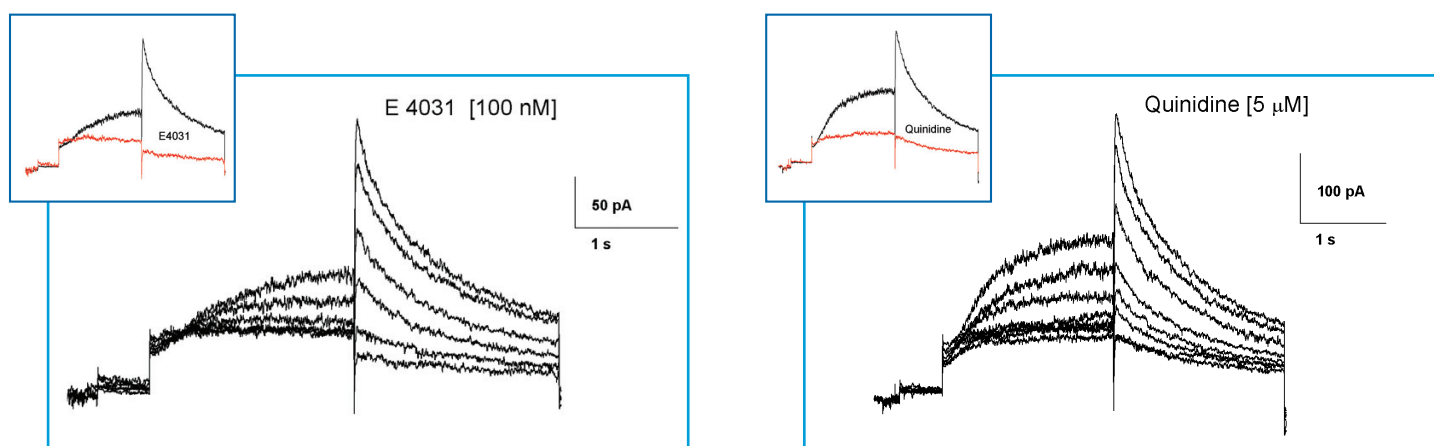 E4031
E 4031 [100 nM]
50 pA
1 s
Quinidine
Quinidine [5 μM]
100 pA
1 s